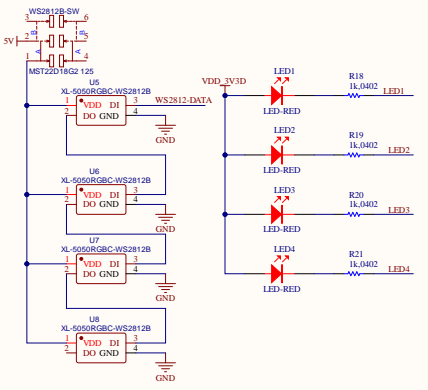 WS2812B-SW
3 6
B B
5V 2 5
A A
1 4
MST22D18G2 125
U5
XL-5050RGBC-WS2812B
1 VDD DI 3 WS2812-DATA
2 DO GND 4
GND
U6
XL-5050RGBC-WS2812B
1 VDD DI 3
2 DO GND 4
GND
U7
XL-5050RGBC-WS2812B
1 VDD DI 3
2 DO GND 4
GND
U8
XL-5050RGBC-WS2812B
1 VDD DI 3
2 DO GND 4
GND
VDD_3V3D
LED1
LED-RED
R18
1k,0402
LED1
LED2
LED-RED
R19
1k,0402
LED2
LED3
LED-RED
R20
1k,0402
LED3
LED4
LED-RED
R21
1k,0402
LED4